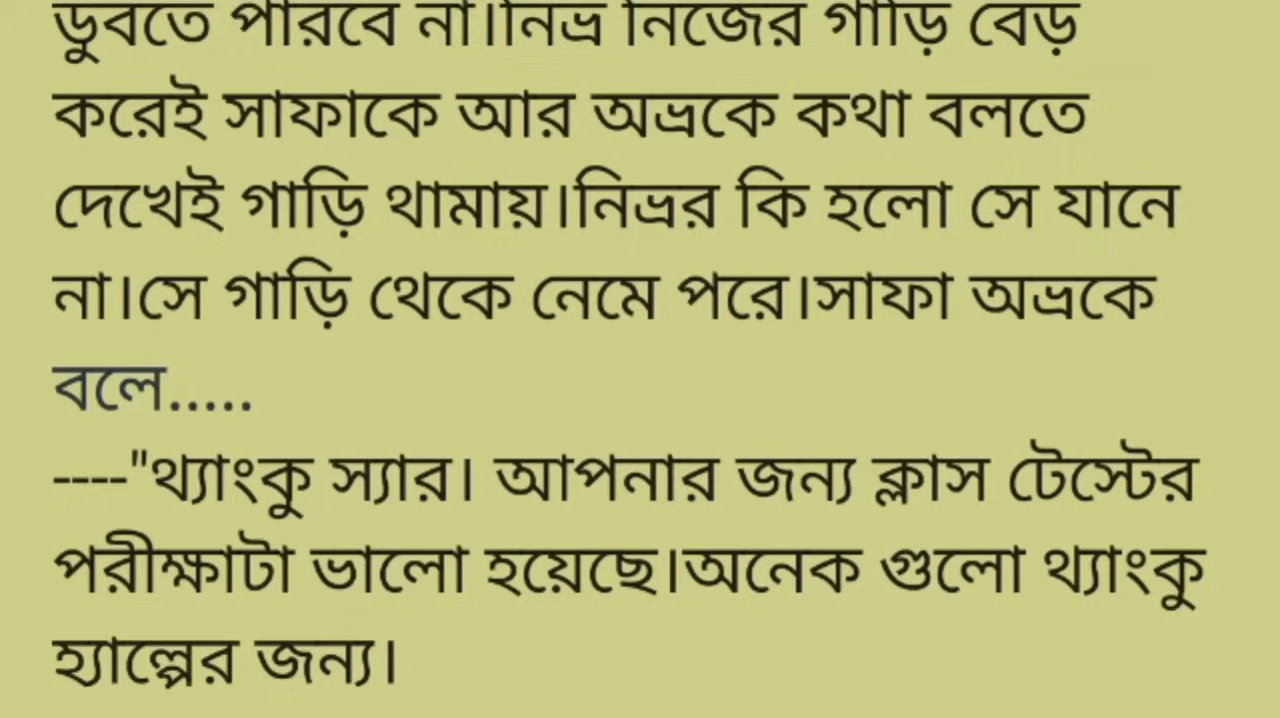 ডুবতে পারবে না।নিভ্র নিজের গাড়ি বেড়
করেই সাফাকে আর অভ্রকে কথা বলতে
দেখেই গাড়ি থামায়।নিভ্রর কি হলো সে যানে
না।সে গাড়ি থেকে নেমে পরে।সাফা অভ্রকে
বলে.....
----"থ্যাংকু স্যার। আপনার জন্য ক্লাস টেস্টের
পরীক্ষাটা ভালো হয়েছে।অনেক গুলো থ্যাংকু
হ্যাল্পের জন্য।